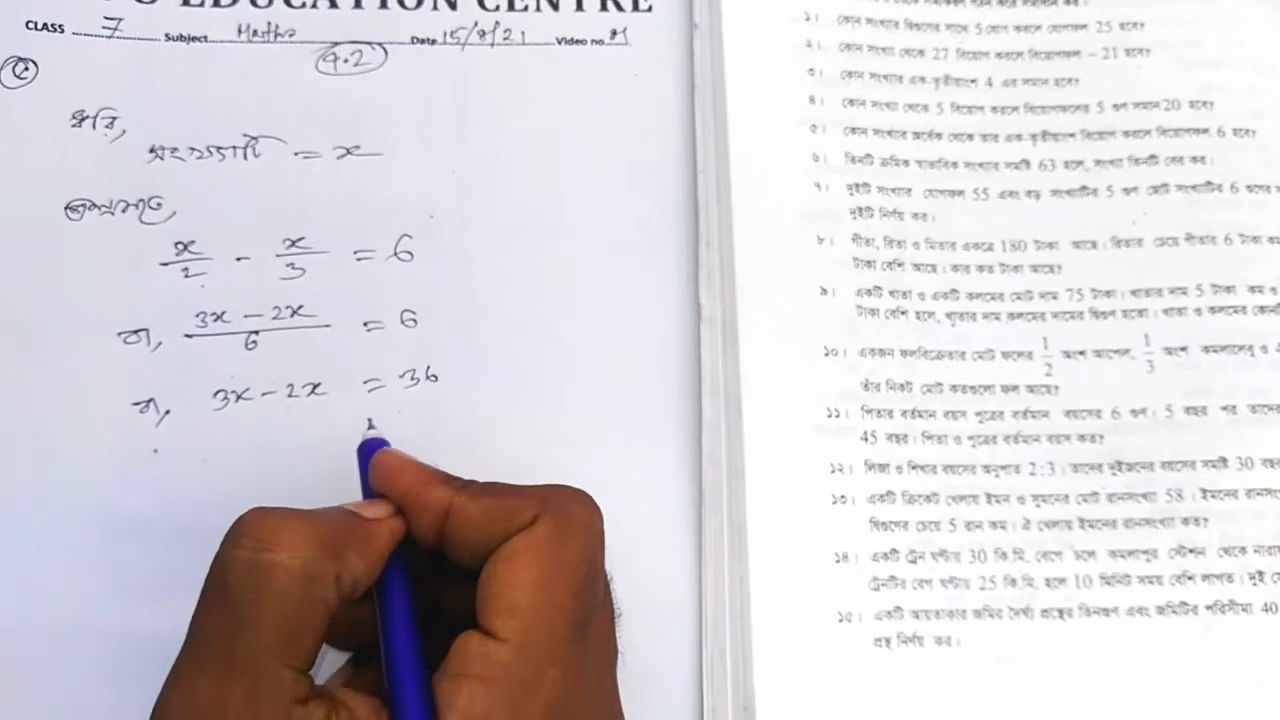 EDUCATION CENTRE
CLASS 7 Subject Maths Date 15/8/21 Video no.
৫
4.2
ধরি,
সংখ্যাটি = x
প্রশ্নমতে,
x/2 - x/3 = 6
বা, 3x - 2x / 6 = 6
বা, 3x - 2x = 36
১। কোন সংখ্যার দ্বিগুণের সাথে 5 যোগ করলে যোগফল 25 হবে?
২। কোন সংখ্যা থেকে 27 বিয়োগ করলে বিয়োগফল – 21 হবে?
৩। কোন সংখ্যার এক-তৃতীয়াংশ 4 এর সমান হবে?
৪। কোন সংখ্যা থেকে 5 বিয়োগ করলে বিয়োগফলের 5 গুণ সমান 20 হবে?
৫। কোন সংখ্যার অর্ধেক থেকে তার এক-তৃতীয়াংশ বিয়োগ করলে বিয়োগফল 6 হবে?
৬। তিনটি ক্রমিক স্বাভাবিক সংখ্যার সমষ্টি 63 হলে, সংখ্যা তিনটি বের কর।
৭। দুইটি সংখ্যার যোগফল 55 এবং বড় সংখ্যাটির 5 গুণ ছোট সংখ্যাটির 6 গুণের
দুইটি নির্ণয় কর।
৮। গীতা, রিতা ও মিতার একত্রে 180 টাকা আছে। রিতার চেয়ে গীতার 6 টাকা কম
টাকা বেশি আছে। কার কত টাকা আছে?
৯। একটি খাতা ও একটি কলমের মোট দাম 75 টাকা। খাতার দাম 5 টাকা কম ও
টাকা বেশি হলে, খাতার দাম কলমের দামের দ্বিগুণ হতো। খাতা ও কলমের কোনটির
১০। একজন ফলবিক্রেতার মোট ফলের 1/2 অংশ আপেল, 1/3 অংশ কমলালেবু ও
তাঁর নিকট মোট কতগুলো ফল আছে?
১১। পিতার বর্তমান বয়স পুত্রের বর্তমান বয়সের 6 গুণ। 5 বছর পর তাদের
45 বছর। পিতা ও পুত্রের বর্তমান বয়স কত?
১২। লিজা ও শিখার বয়সের অনুপাত 2 : 3। তাদের দুইজনের বয়সের সমষ্টি 30 বছর
১৩। একটি ক্রিকেট খেলায় ইমন ও সুমনের মোট রানসংখ্যা 58। ইমনের রানসং
দ্বিগুণের চেয়ে 5 রান কম। ঐ খেলায় ইমনের রানসংখ্যা কত?
১৪। একটি ট্রেন ঘণ্টায় 30 কি.মি. বেগে চলে কমলাপুর স্টেশন থেকে নারায়
ট্রেনটির বেগ ঘণ্টায় 25 কি.মি. হলে 10 মিনিট সময় বেশি লাগত। দুই
১৫। একটি আয়তাকার জমির দৈর্ঘ্য প্রস্থের তিনগুণ এবং জমিটির পরিসীমা 40
প্রস্থ নির্ণয় কর।